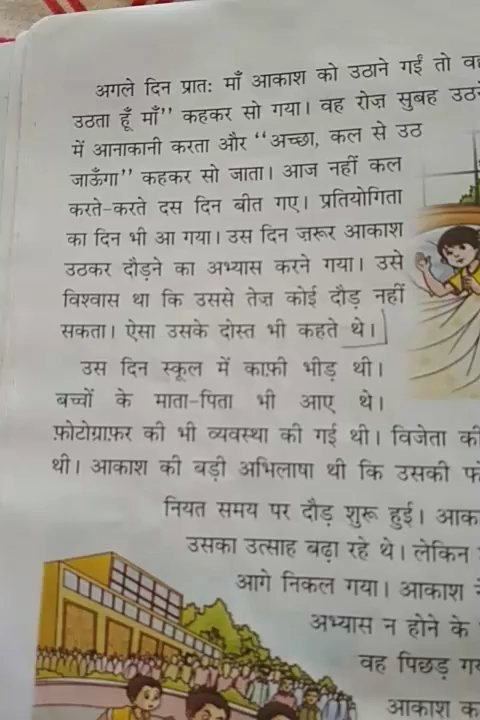 अगले दिन प्रातः माँ आकाश को उठाने गईं तो वह
उठता हूँ माँ” कहकर सो गया। वह रोज़ सुबह उठने
में आनाकानी करता और “अच्छा, कल से उठ
जाऊँगा” कहकर सो जाता। आज नहीं कल
करते-करते दस दिन बीत गए। प्रतियोगिता
का दिन भी आ गया। उस दिन ज़रूर आकाश
उठकर दौड़ने का अभ्यास करने गया। उसे
विश्वास था कि उससे तेज़ कोई दौड़ नहीं
सकता। ऐसा उसके दोस्त भी कहते थे।
उस दिन स्कूल में काफ़ी भीड़ थी।
बच्चों के माता-पिता भी आए थे।
फ़ोटोग्राफ़र की भी व्यवस्था की गई थी। विजेता की
थी। आकाश की बड़ी अभिलाषा थी कि उसकी
नियत समय पर दौड़ शुरू हुई।
उसका उत्साह बढ़ा रहे थे। लेकिन
आगे निकल गया। आकाश
अभ्यास न होने के
वह पिछड़
आकाश